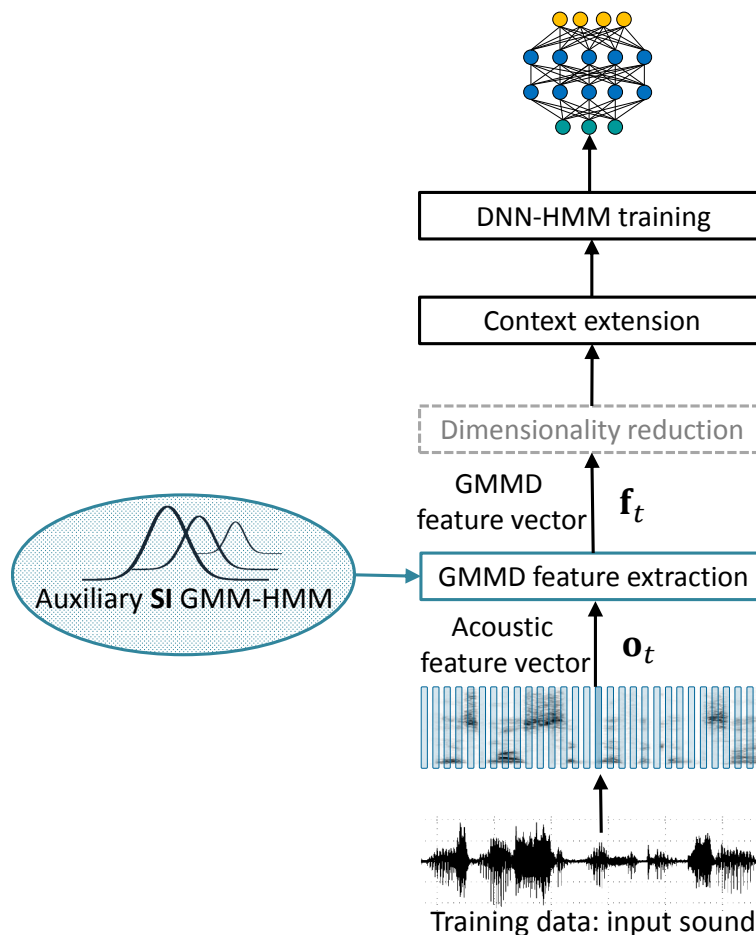 DNN-HMM training
Context extension
Dimensionality reduction
GMMD
feature vector
f_t
GMMD feature extraction
Auxiliary SI GMM-HMM
Acoustic
feature vector
o_t
Training data: input sound